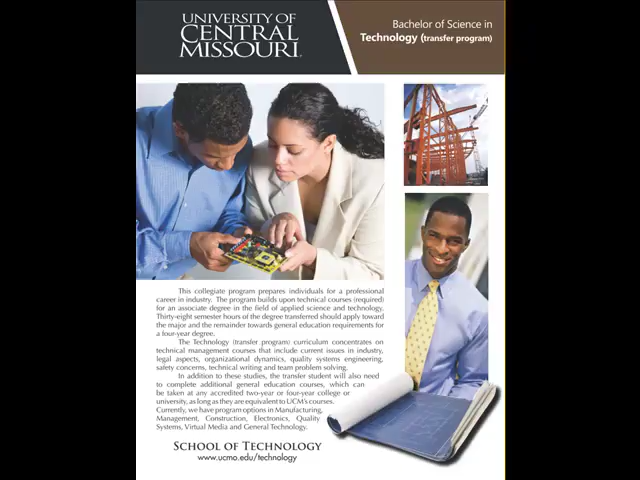 UNIVERSITY OF
CENTRAL
MISSOURI
Bachelor of Science in
Technology (transfer program)
This collegiate program prepares individuals for a professional
career in industry. The program builds upon technical courses (required)
for an associate degree in the field of applied science and technology.
Thirty-eight semester hours of the degree transferred should apply toward
the major and the remainder towards general education requirements for
a four-year degree.
The Technology (transfer program) curriculum concentrates on
technical management courses that include current issues in industry,
legal aspects, organizational dynamics, quality systems engineering,
safety concerns, technical writing and team problem solving.
In addition to these studies, the transfer student will also need
to complete additional general education courses, which can
be taken at any accredited two-year or four-year college or
university, as long as they are equivalent to UCM's courses.
Currently, we have program options in Manufacturing,
Management, Construction, Electronics, Quality
Systems, Virtual Media and General Technology.
SCHOOL OF TECHNOLOGY
www.ucmo.edu/technology